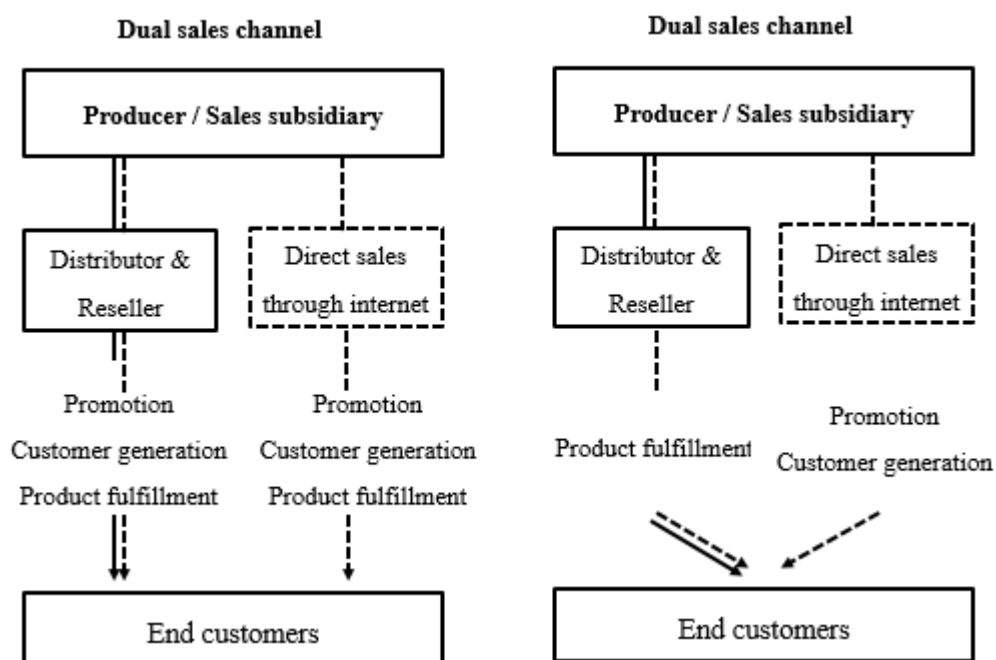 Dual sales channel
Producer / Sales subsidiary
Distributor &
Reseller
Direct sales
through internet
Promotion
Customer generation
Product fulfillment
Promotion
Customer generation
Product fulfillment
End customers
Dual sales channel
Producer / Sales subsidiary
Distributor &
Reseller
Direct sales
through internet
Product fulfillment
Promotion
Customer generation
End customers